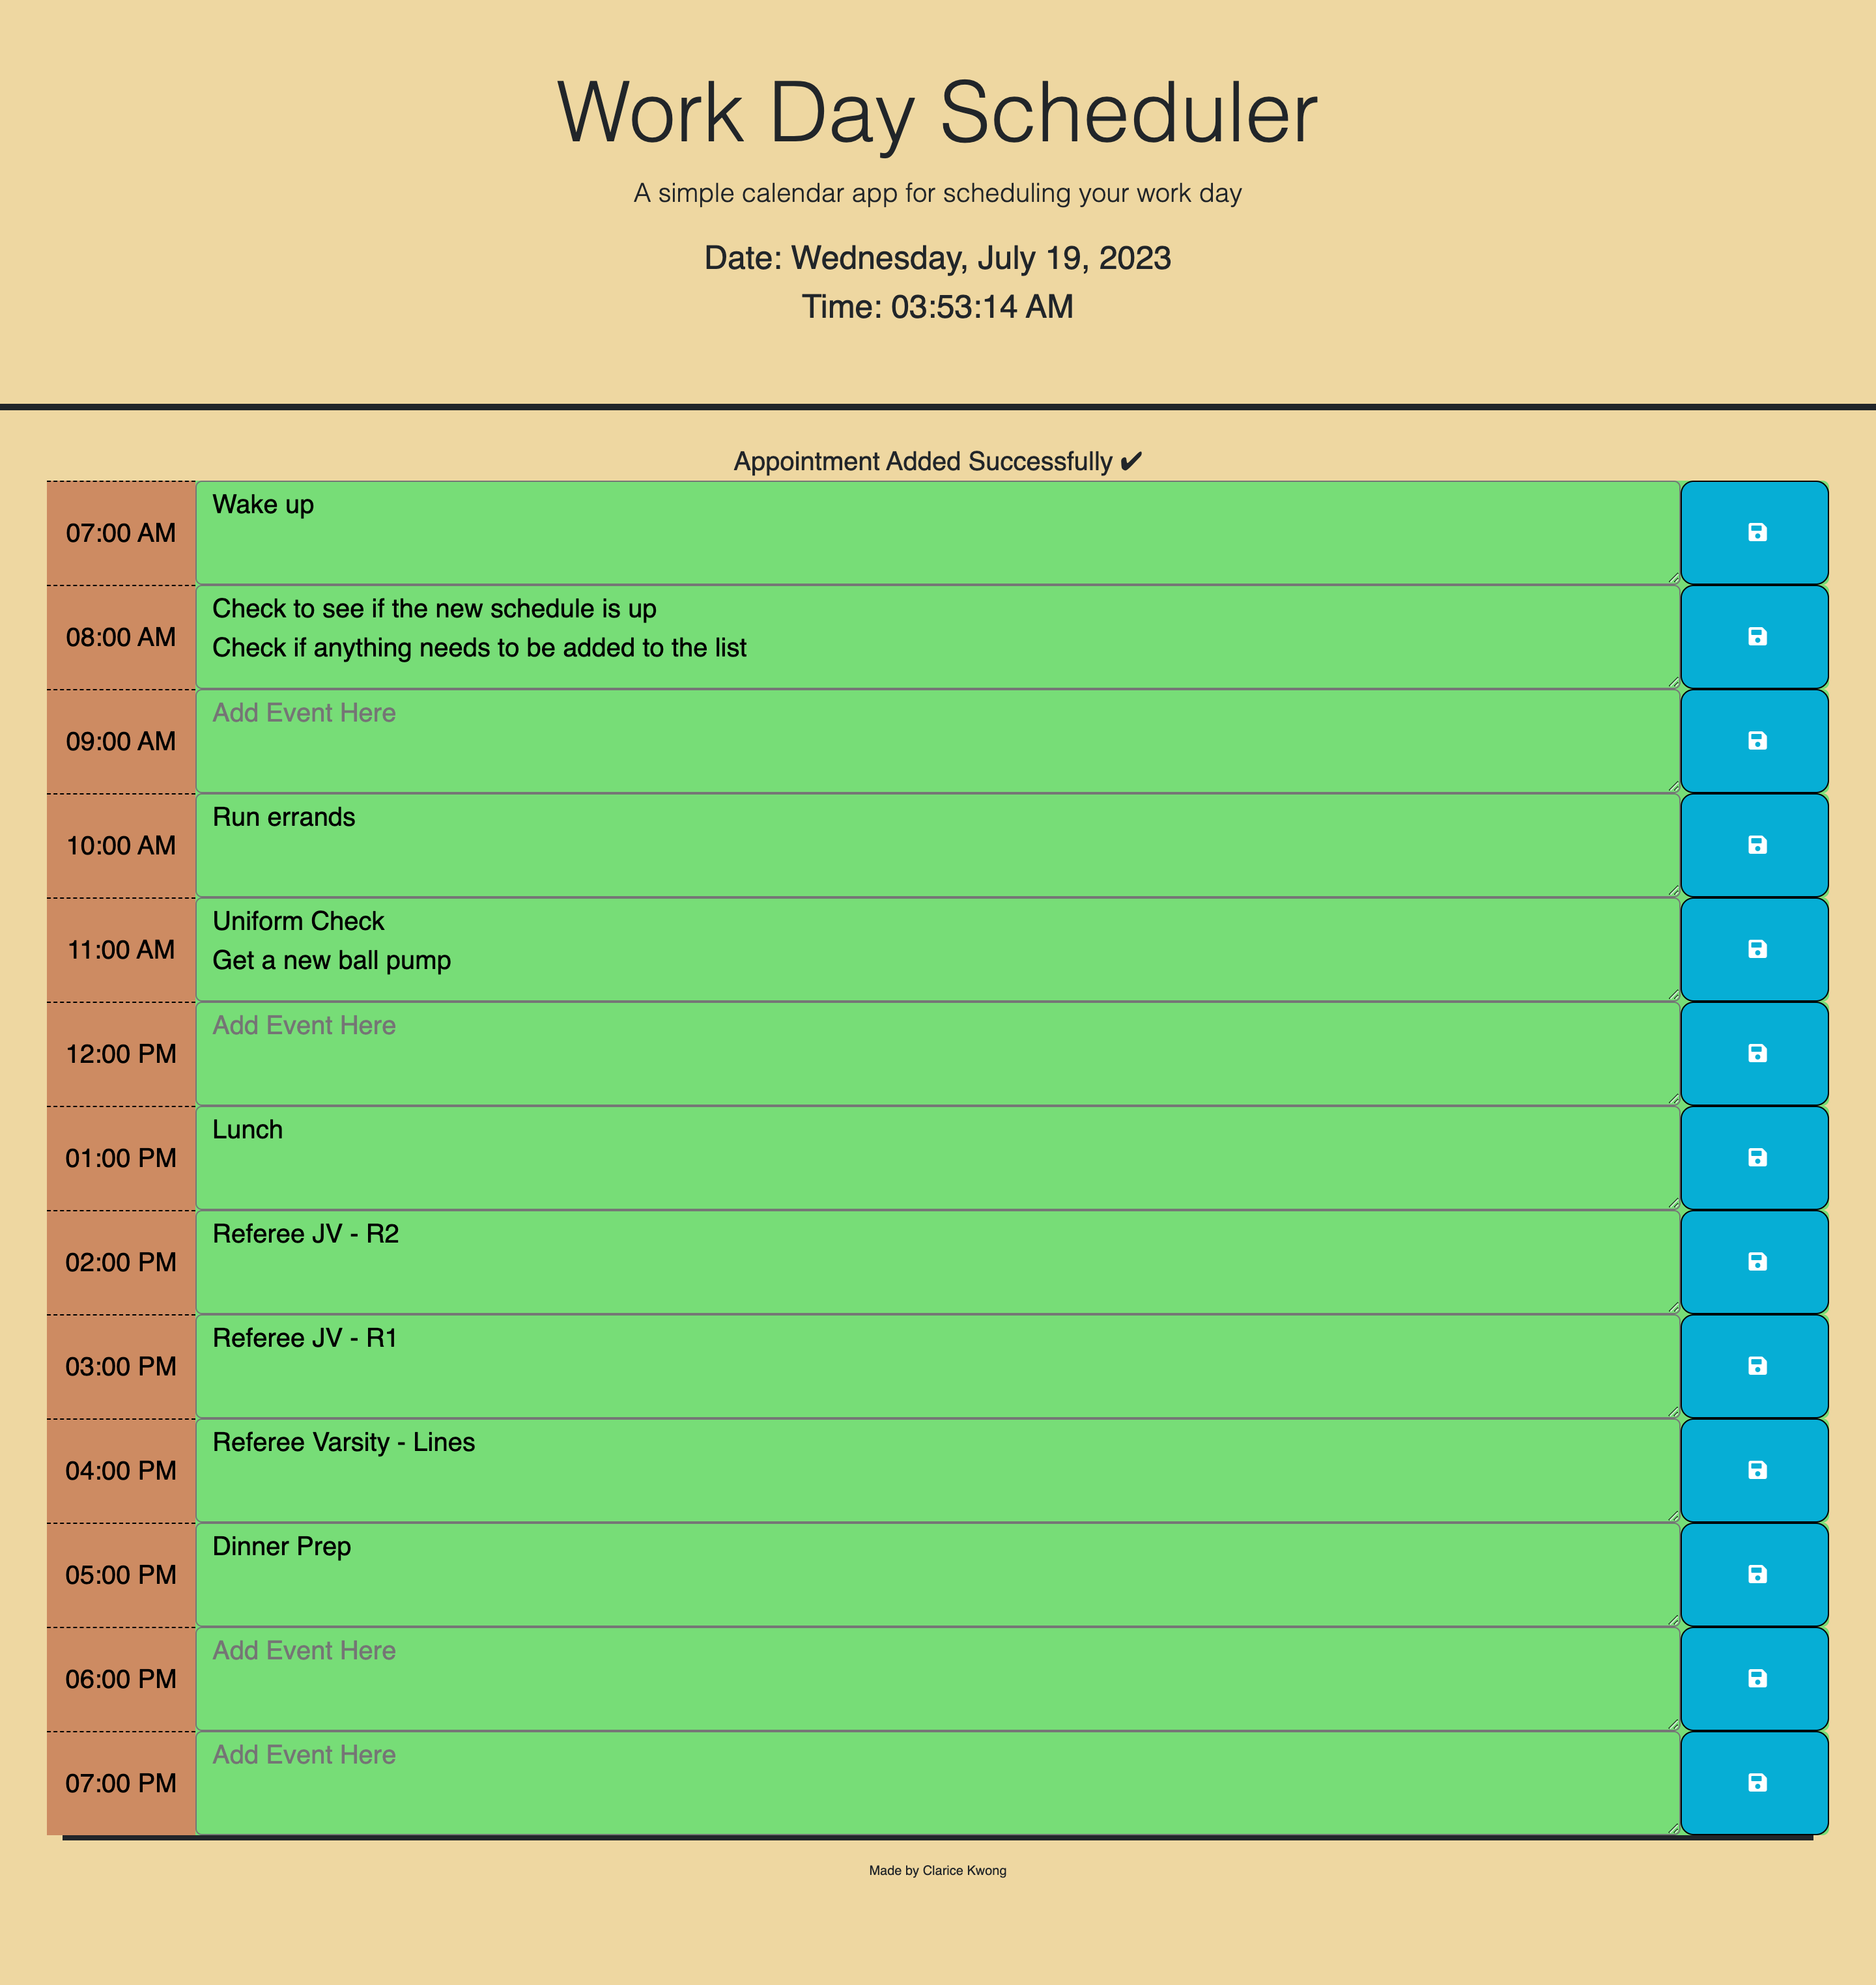 Work Day Scheduler
A simple calendar app for scheduling your work day
Date: Wednesday, July 19, 2023
Time: 03:53:14 AM
Appointment Added Successfully ✔
07:00 AM
Wake up
08:00 AM
Check to see if the new schedule is up
Check if anything needs to be added to the list
09:00 AM
Add Event Here
10:00 AM
Run errands
11:00 AM
Uniform Check
Get a new ball pump
12:00 PM
Add Event Here
01:00 PM
Lunch
02:00 PM
Referee JV - R2
03:00 PM
Referee JV - R1
04:00 PM
Referee Varsity - Lines
05:00 PM
Dinner Prep
06:00 PM
Add Event Here
07:00 PM
Add Event Here
Made by Clarice Kwong